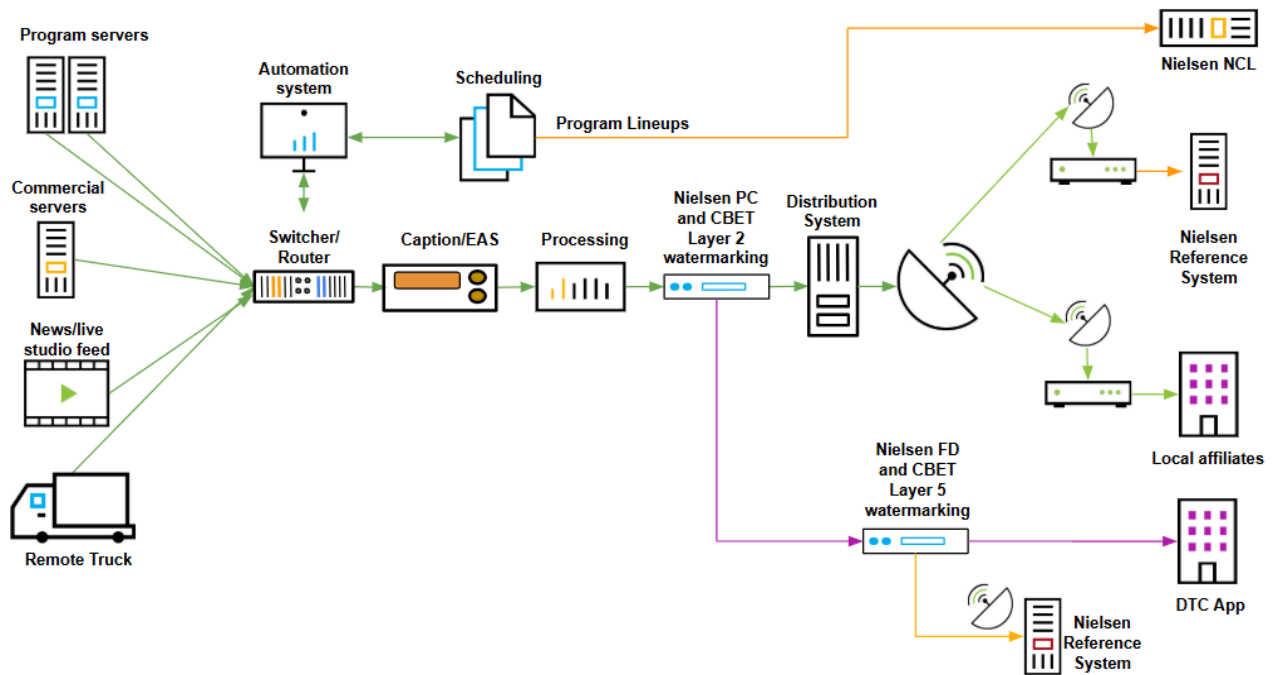 Program servers
Automation
system
Scheduling
Program Lineups
Nielsen NCL
Commercial
servers
Switcher/
Router
Caption/EAS
Processing
Nielsen PC
and CBET
Layer 2
watermarking
Distribution
System
Nielsen
Reference
System
News/live
studio feed
Local affiliates
Nielsen FD
and CBET
Layer 5
watermarking
Remote Truck
DTC App
Nielsen
Reference
System